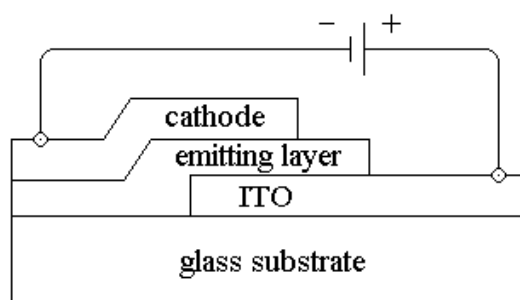 − +
cathode
emitting layer
ITO
glass substrate